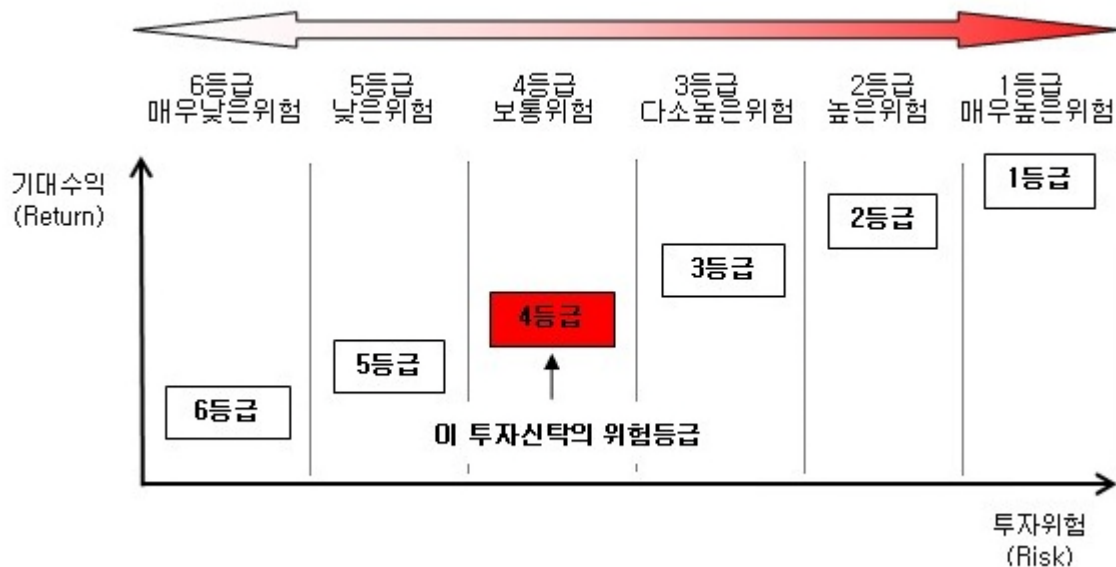 6등급 5등급 4등급 3등급 2등급 1등급
매우낮은위험 낮은위험 보통위험 다소높은위험 높은위험 매우높은위험
기대수익
(Return)
1등급
2등급
3등급
4등급
5등급
6등급
이 투자신탁의 위험등급
투자위험
(Risk)